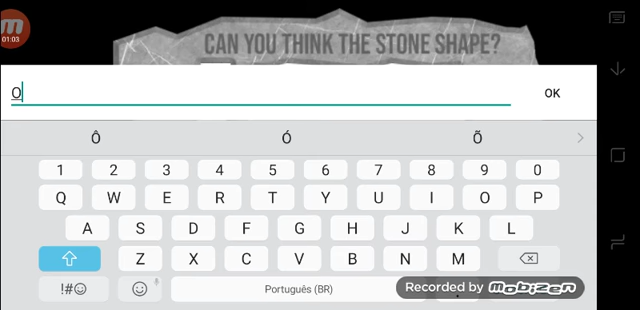 01:03
CAN YOU THINK THE STONE SHAPE?
O
OK
Ô Ó Õ
1 2 3 4 5 6 7 8 9 0
Q W E R T Y U I O P
A S D F G H J K L
Z X C V B N M
!#☺ Português (BR) .
Recorded by MOBIZEN